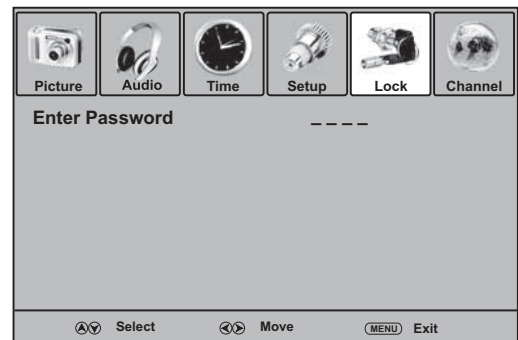 Picture Audio Time Setup Lock Channel
Enter Password _ _ _ _
Select Move MENU Exit